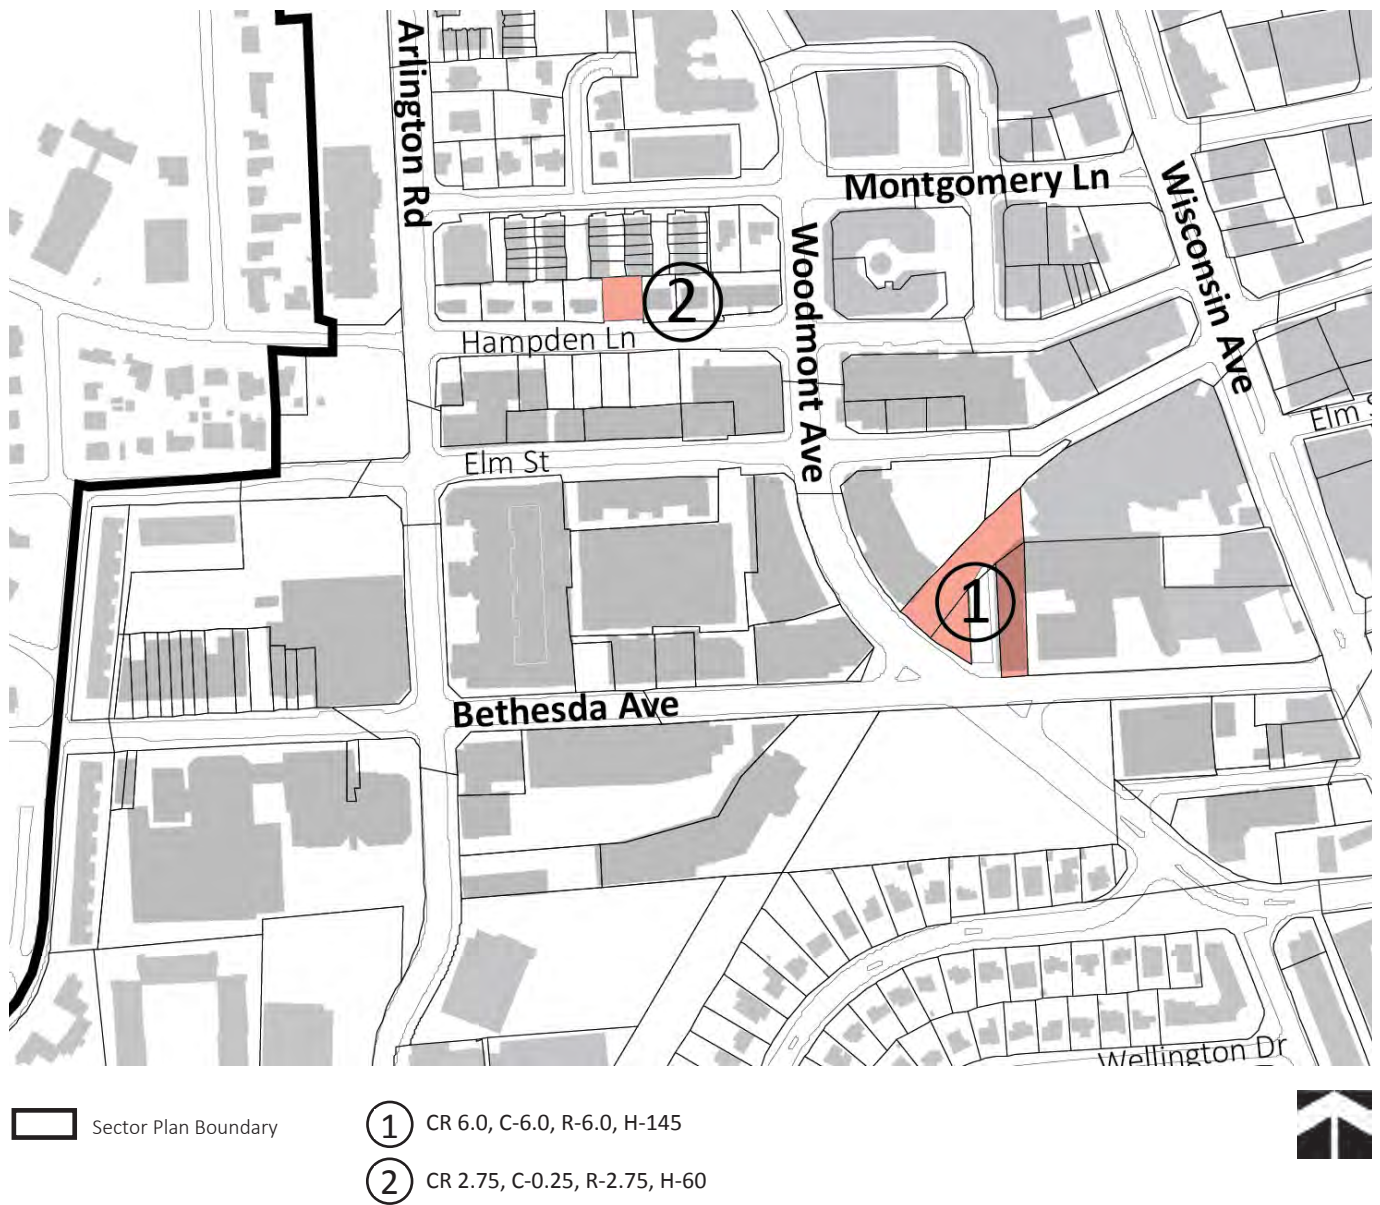 Arlington Rd
Montgomery Ln
Wisconsin Ave
Woodmont Ave
2
Hampden Ln
Elm S
Elm St
1
Bethesda Ave
Wellington Dr
Sector Plan Boundary
1 CR 6.0, C-6.0, R-6.0, H-145
2 CR 2.75, C-0.25, R-2.75, H-60